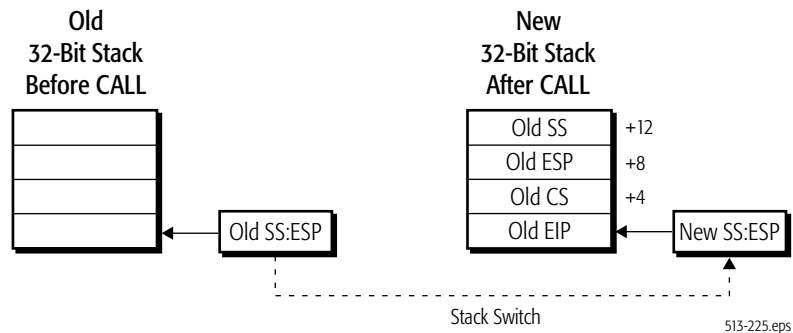 Old
32-Bit Stack
Before CALL
New
32-Bit Stack
After CALL
Old SS +12
Old ESP +8
Old CS +4
Old SS:ESP
Old EIP
New SS:ESP
Stack Switch
513-225.eps